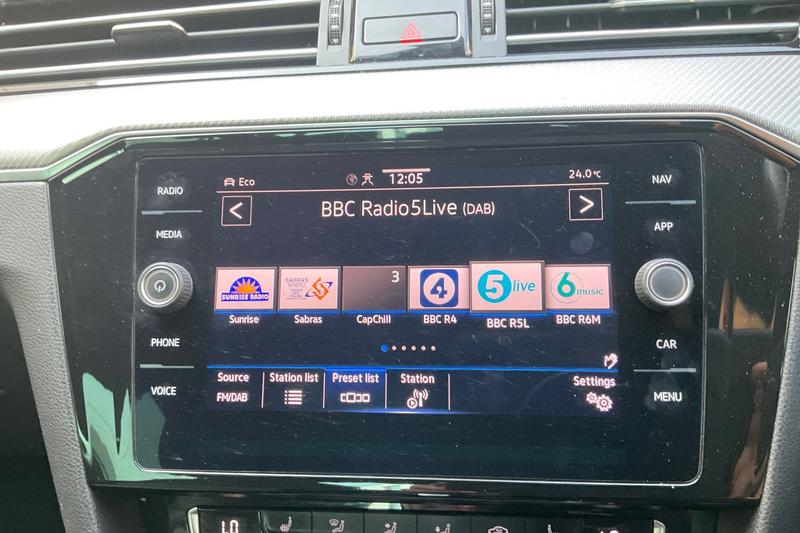 RADIO
MEDIA
PHONE
VOICE
NAV
APP
CAR
MENU
Eco
12:05
24.0°C
< BBC Radio5Live (DAB) >
SUNRISE RADIO
SABRAS
RADIO
3
4
5 live
6 music
Sunrise
Sabras
CapChill
BBC R4
BBC R5L
BBC R6M
Source
FM/DAB
Station list
Preset list
Station
Settings
LO